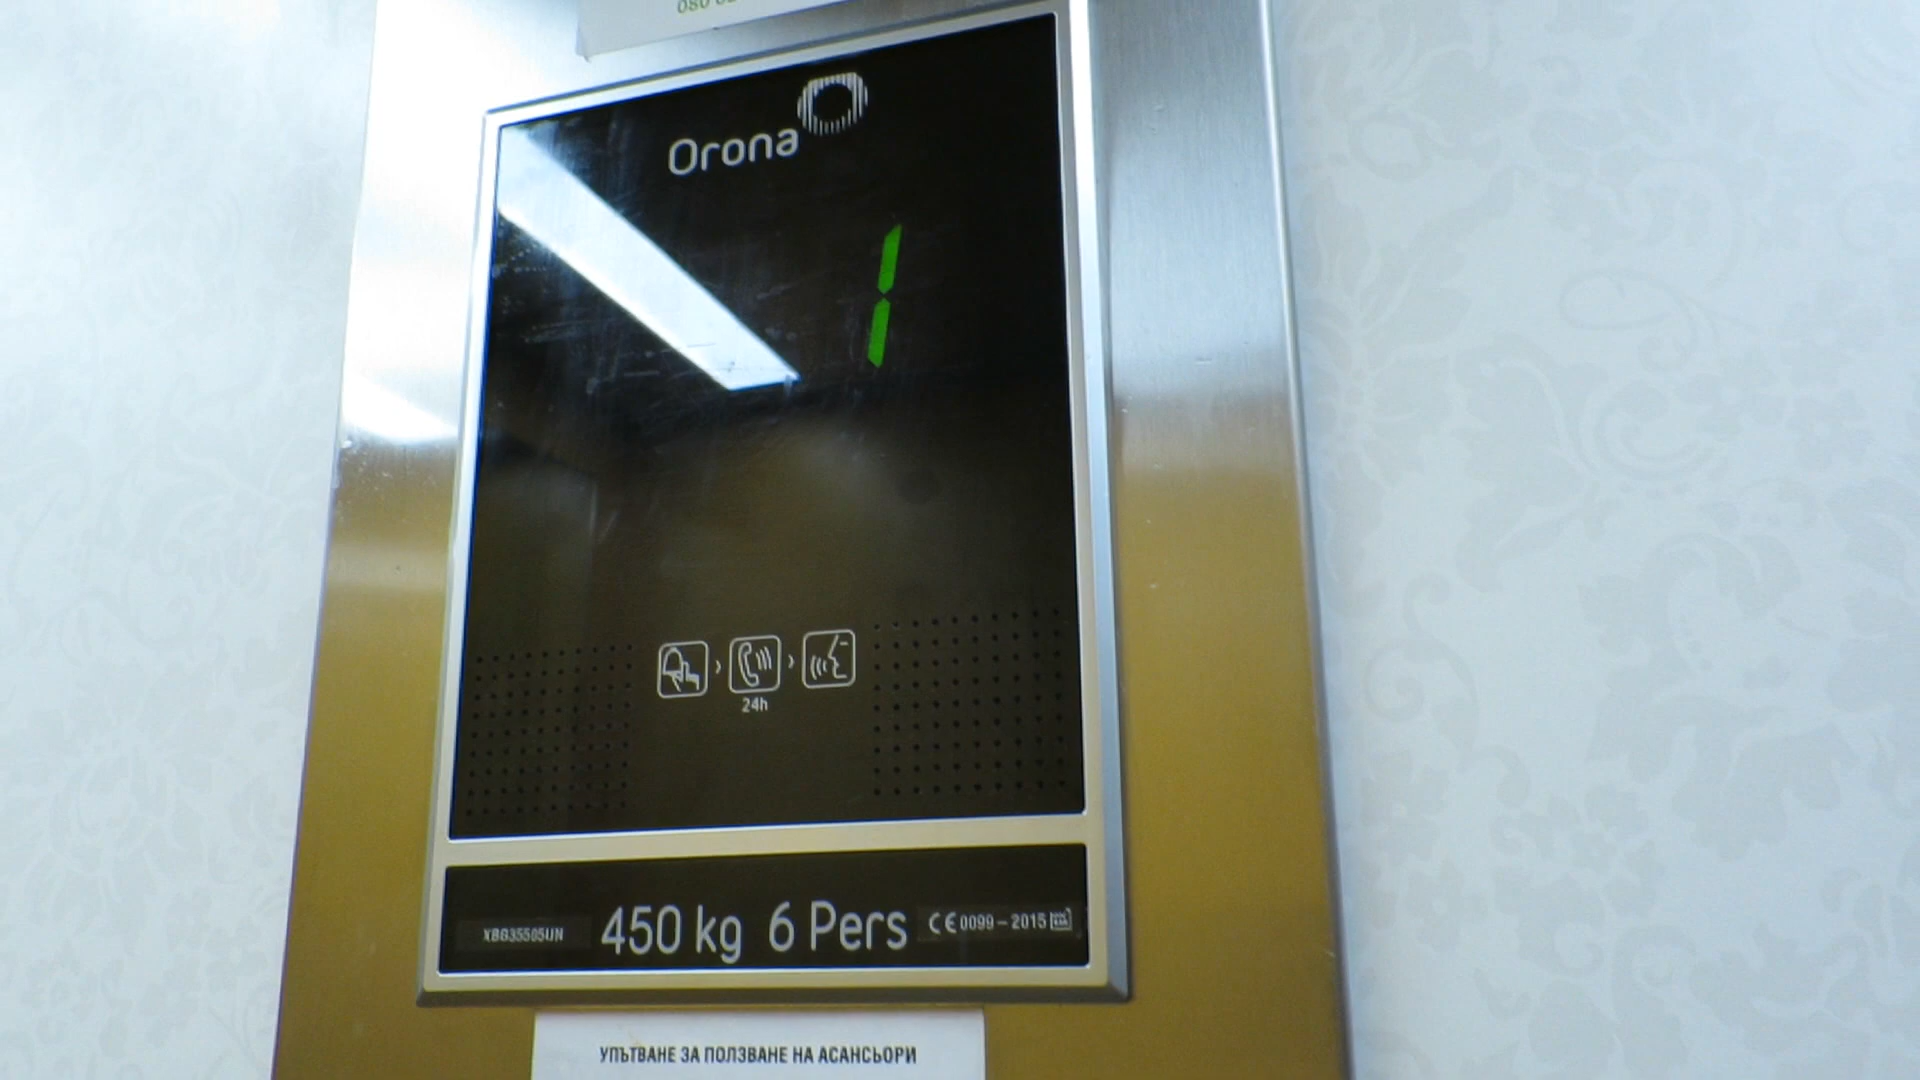 Orona
1
24h
XBG35505UN 450 kg 6 Pers CE 0099 – 2015
УПЪТВАНЕ ЗА ПОЛЗВАНЕ НА АСАНСЬОРИ